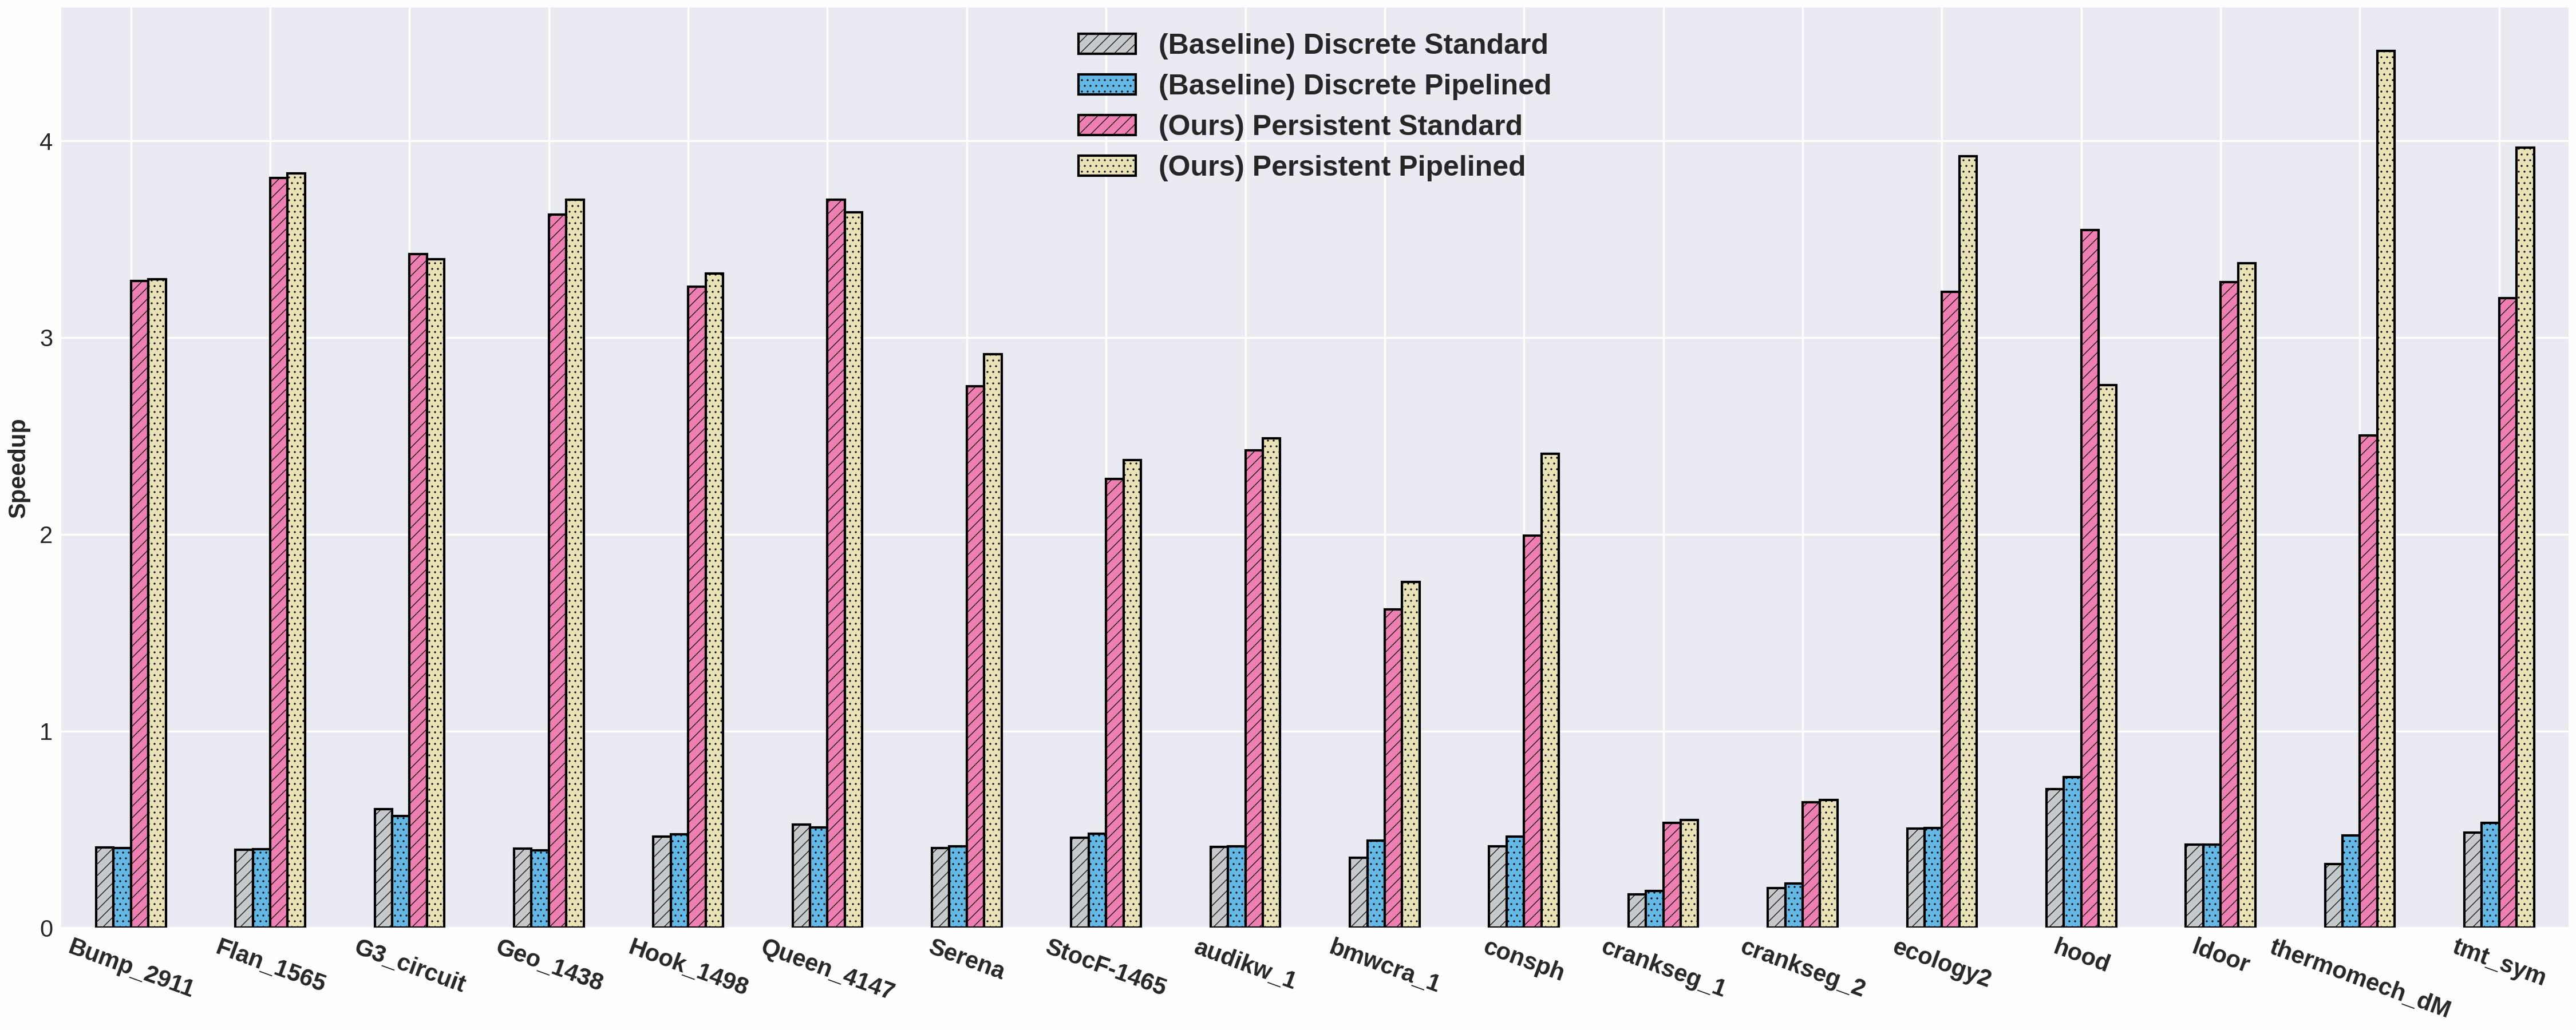 (Baseline) Discrete Standard
(Baseline) Discrete Pipelined
(Ours) Persistent Standard
(Ours) Persistent Pipelined
Speedup
4
3
2
1
0
Bump_2911
Flan_1565
G3_circuit
Geo_1438
Hook_1498
Queen_4147
Serena
StocF-1465
audikw_1
bmwcra_1
consph
crankseg_1
crankseg_2
ecology2
hood
ldoor
thermomech_dM
tmt_sym